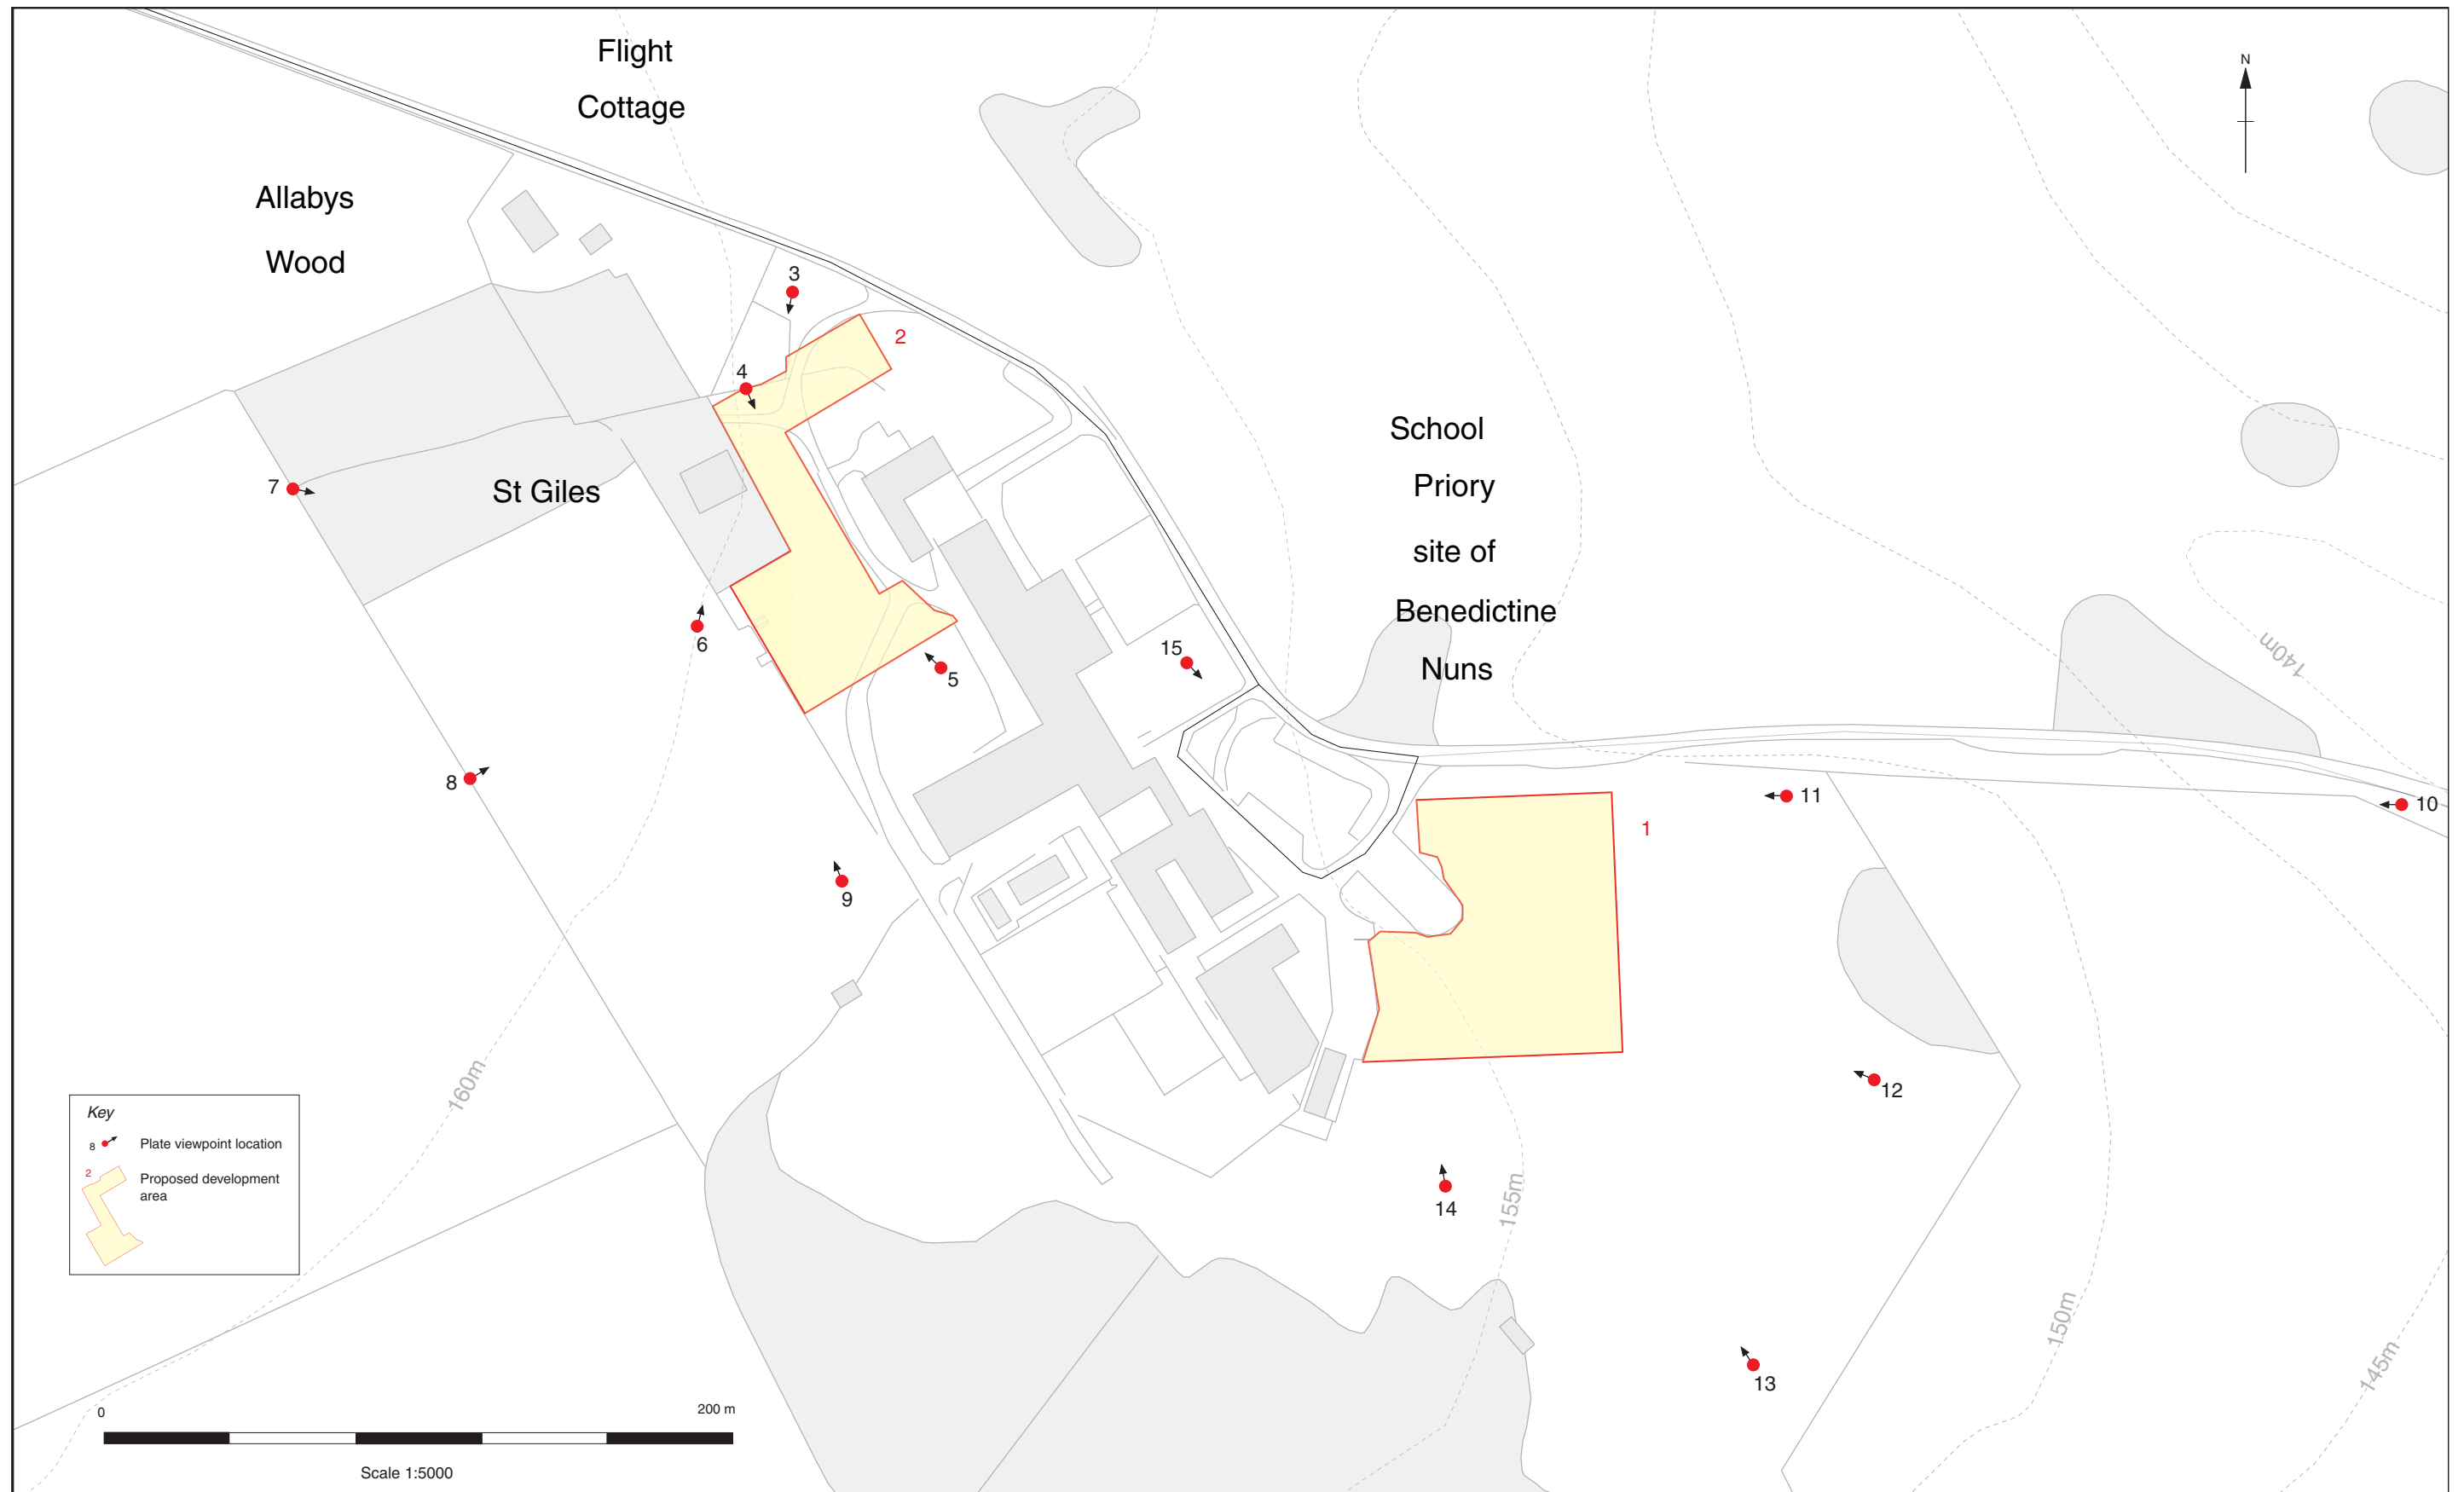 Flight
Cottage
N
Allabys
Wood
3
2
4
School
7
St Giles
Priory
site of
Benedictine
Nuns
6
5
15
140m
8
11
10
1
9
160m
12
14
155m
150m
145m
13
Key
8
Plate viewpoint location
2
Proposed development
area
0
200 m
Scale 1:5000